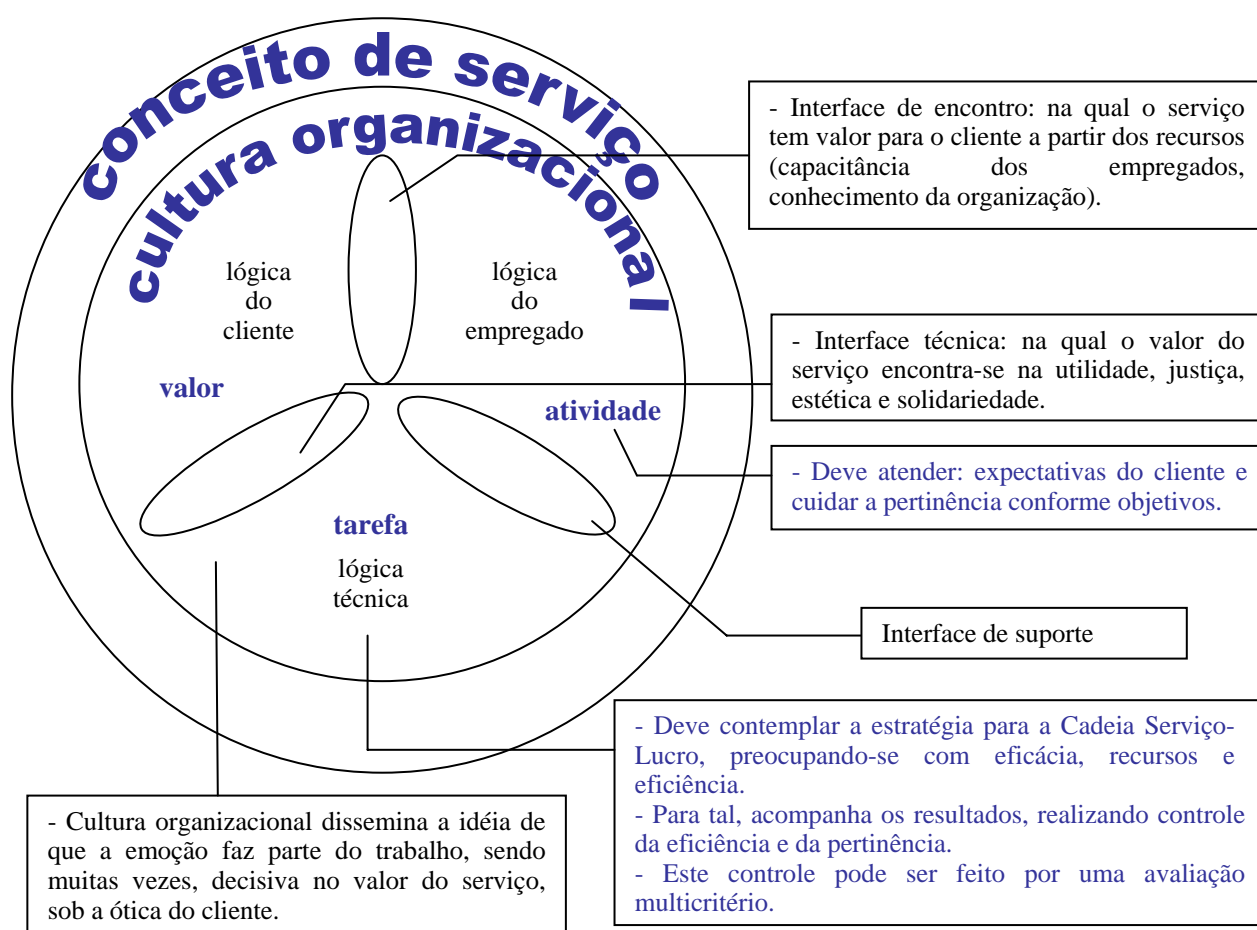 conceito de serviço
cultura organizacional
- Interface de encontro: na qual o serviço
tem valor para o cliente a partir dos recursos
(capacitância dos empregados,
conhecimento da organização).
lógica
do
cliente
lógica
do
empregado
- Interface técnica: na qual o valor do
serviço encontra-se na utilidade, justiça,
estética e solidariedade.
valor
atividade
- Deve atender: expectativas do cliente e
cuidar a pertinência conforme objetivos.
tarefa
lógica
técnica
Interface de suporte
- Deve contemplar a estratégia para a Cadeia Serviço-
Lucro, preocupando-se com eficácia, recursos e
eficiência.
- Para tal, acompanha os resultados, realizando controle
da eficiência e da pertinência.
- Este controle pode ser feito por uma avaliação
multicritério.
- Cultura organizacional dissemina a idéia de
que a emoção faz parte do trabalho, sendo
muitas vezes, decisiva no valor do serviço,
sob a ótica do cliente.